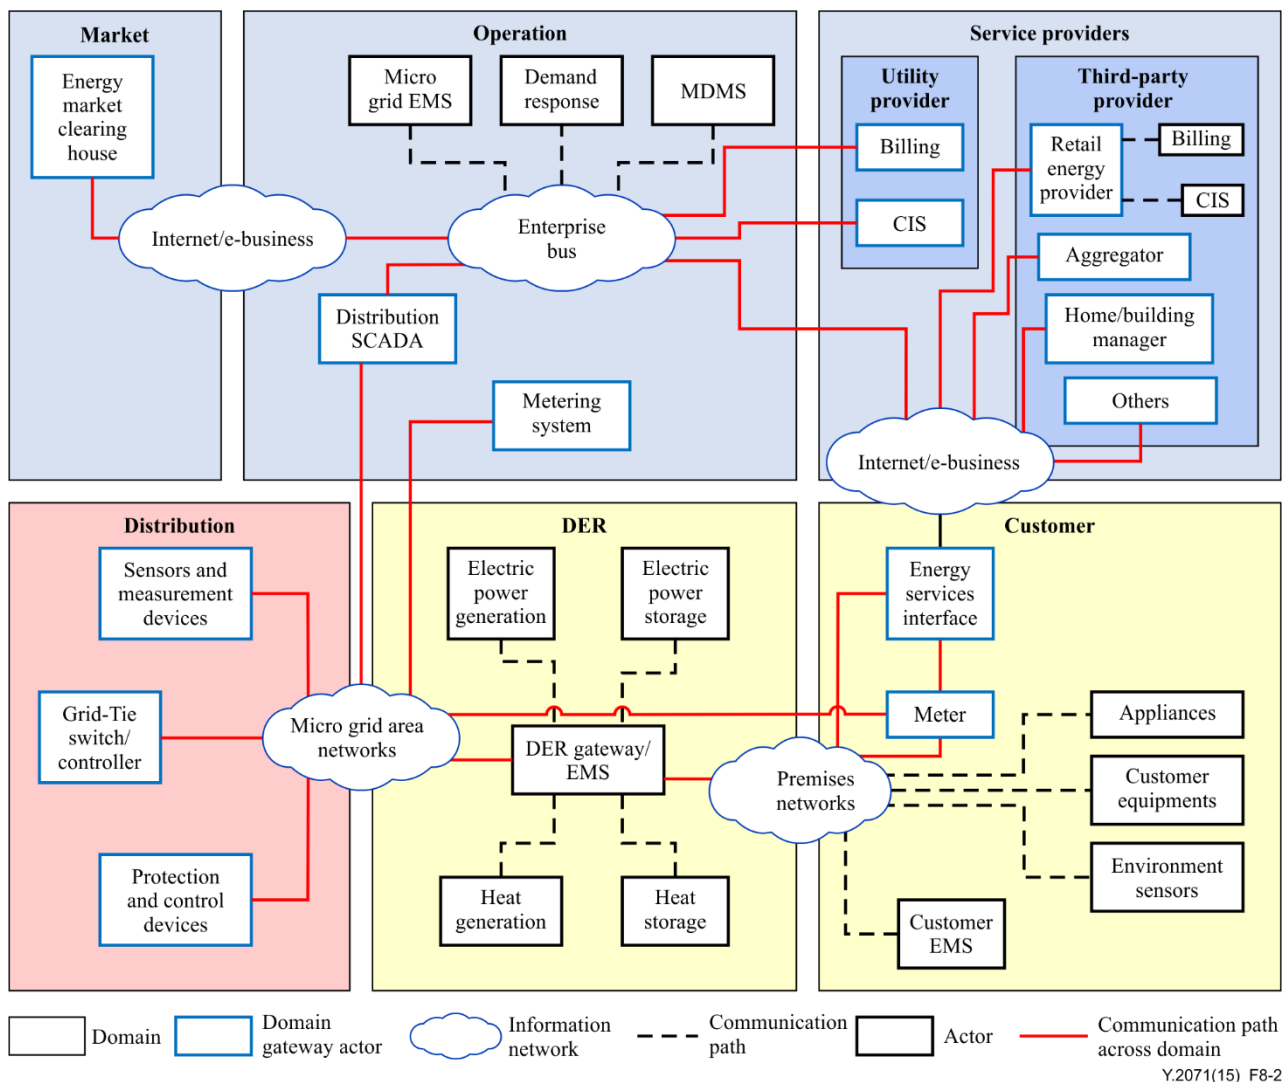 Market
Operation
Service providers
Energy
market
clearing
house
Micro
grid EMS
Demand
response
MDMS
Utility
provider
Third-party
provider
Billing
CIS
Retail
energy
provider
Billing
CIS
Aggregator
Home/building
manager
Others
Internet/e-business
Enterprise
bus
Distribution
SCADA
Metering
system
Internet/e-business
Distribution
DER
Customer
Sensors and
measurement
devices
Grid-Tie
switch/
controller
Protection
and control
devices
Micro grid area
networks
Electric
power
generation
Electric
power
storage
DER gateway/
EMS
Heat
generation
Heat
storage
Energy
services
interface
Meter
Premises
networks
Appliances
Customer
equipments
Environment
sensors
Customer
EMS
Domain
Domain
gateway actor
Information
network
Communication
path
Actor
Communication path
across domain
Y.2071(15)_F8-2